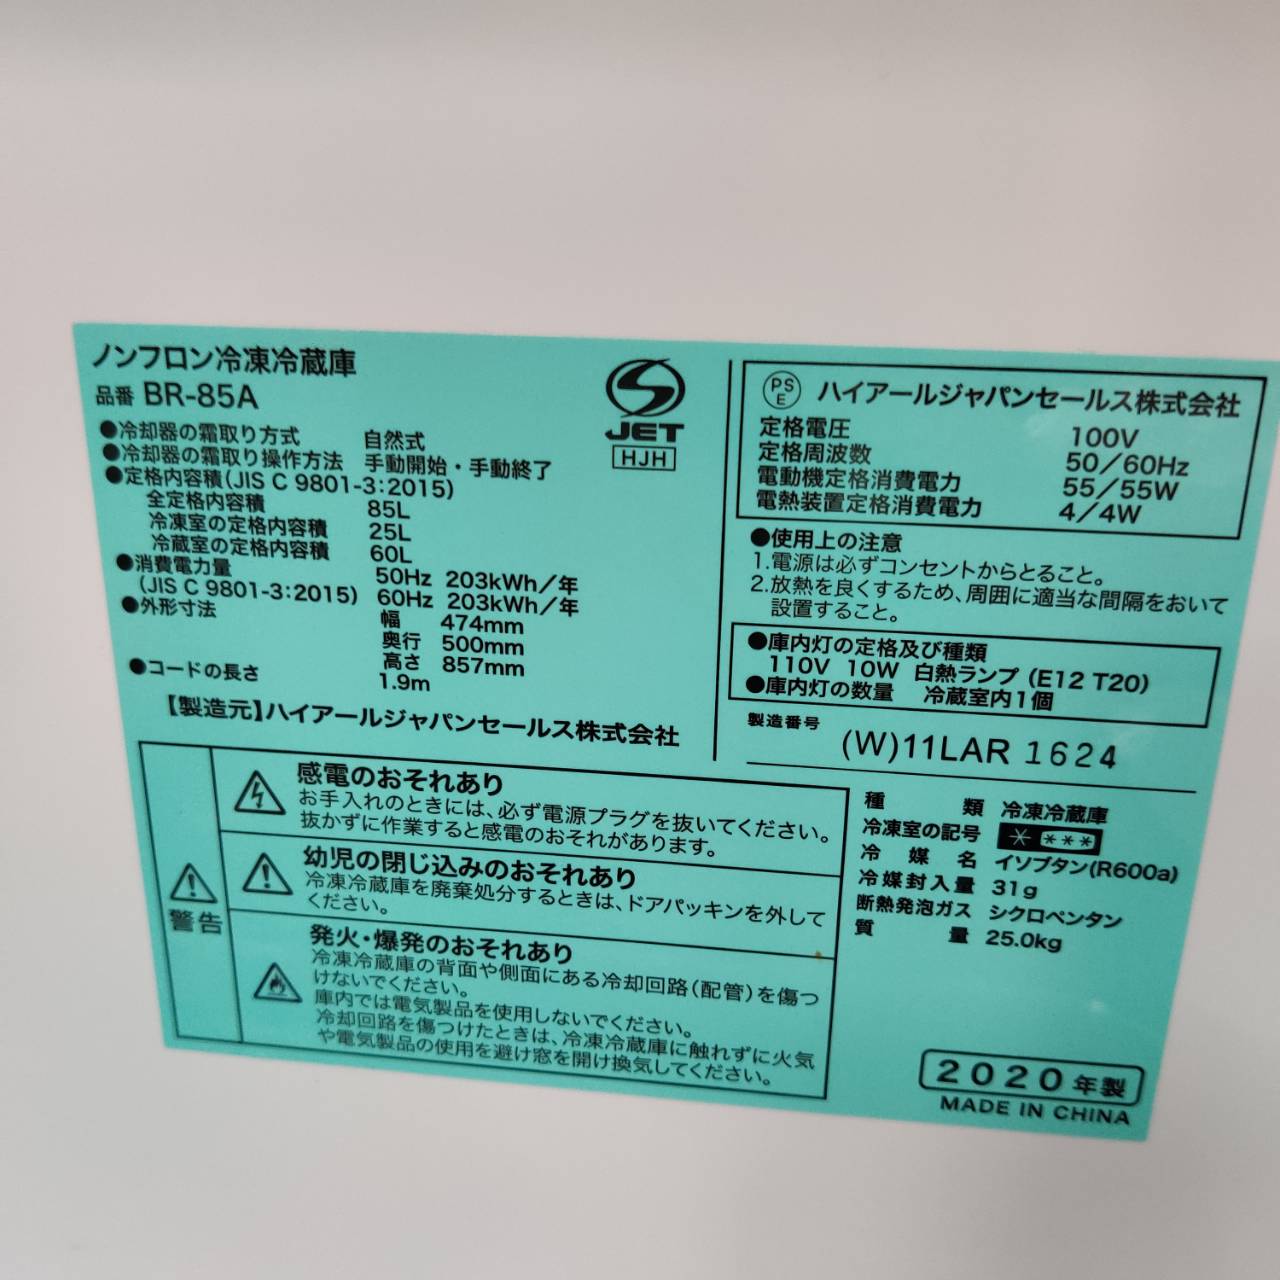 ノンフロン冷凍冷蔵庫
品番 BR-85A
●冷却器の霜取り方式 自然式
●冷却器の霜取り操作方法 手動開始・手動終了
●定格内容積(JIS C 9801-3:2015)
全定格内容積 85L
冷凍室の定格内容積 25L
冷蔵室の定格内容積 60L
●消費電力量 50Hz 203kWh/年
(JIS C 9801-3:2015) 60Hz 203kWh/年
●外形寸法 幅 474mm
奥行 500mm
高さ 857mm
●コードの長さ 1.9m
【製造元】ハイアールジャパンセールス株式会社
S
JET
HJH
PS
E
ハイアールジャパンセールス株式会社
定格電圧 100V
定格周波数 50/60Hz
電動機定格消費電力 55/55W
電熱装置定格消費電力 4/4W
●使用上の注意
1.電源は必ずコンセントからとること。
2.放熱を良くするため、周囲に適当な間隔をおいて
設置すること。
●庫内灯の定格及び種類
110V 10W 白熱ランプ (E12 T20)
●庫内灯の数量 冷蔵室内1個
製造番号
(W)11LAR 1624
警告
感電のおそれあり
お手入れのときには、必ず電源プラグを抜いてください。
抜かずに作業すると感電のおそれがあります。
幼児の閉じ込みのおそれあり
冷凍冷蔵庫を廃棄処分するときは、ドアパッキンを外して
ください。
発火・爆発のおそれあり
冷凍冷蔵庫の背面や側面にある冷却回路(配管)を傷つ
けないでください。
庫内では電気製品を使用しないでください。
冷却回路を傷つけたときは、冷凍冷蔵庫に触れずに火気
や電気製品の使用を避け窓を開け換気してください。
種類 冷凍冷蔵庫
冷凍室の記号 * ***
冷媒名 イソブタン(R600a)
冷媒封入量 31g
断熱発泡ガス シクロペンタン
質量 25.0kg
2020年製
MADE IN CHINA